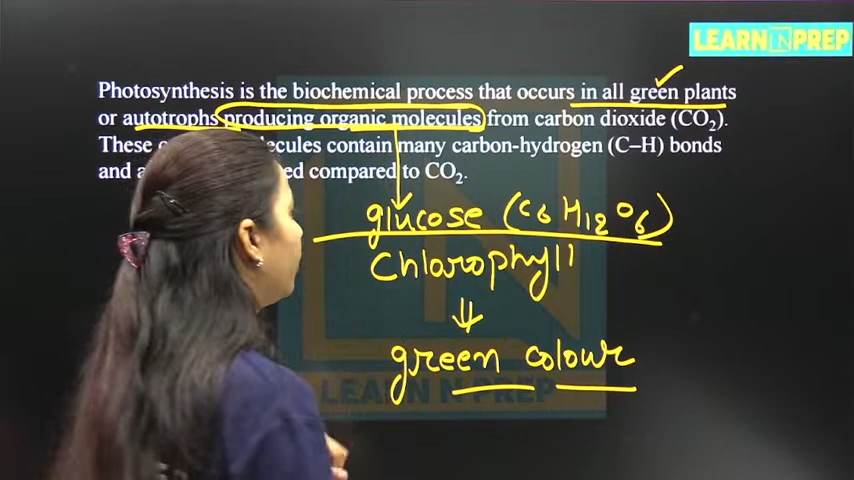 LEARN IN PREP
Photosynthesis is the biochemical process that occurs in all green plants
or autotrophs producing organic molecules from carbon dioxide (CO₂).
These molecules contain many carbon-hydrogen (C–H) bonds
and compared to CO₂.
glucose (C6 H12 O6)
Chlorophyll
green colour
LEARN IN PREP